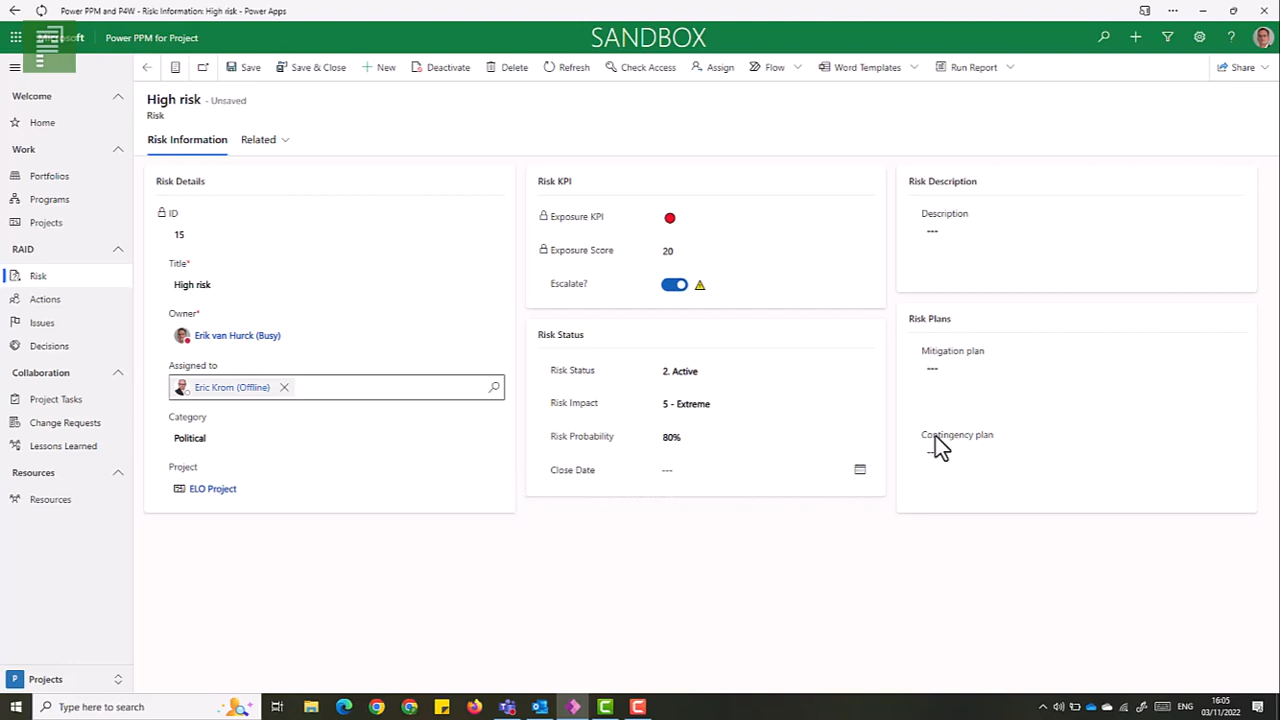 Power PPM and P4W - Risk: Information: High risk - Power Apps
Power PPM for Project
SANDBOX
Save
Save & Close
New
Deactivate
Delete
Refresh
Check Access
Assign
Flow
Word Templates
Run Report
Share
Welcome
Home
Work
Portfolios
Programs
Projects
RAID
Risk
Actions
Issues
Decisions
Collaboration
Project Tasks
Change Requests
Lessons Learned
Resources
Resources
P Projects
High risk - Unsaved
Risk
Risk Information
Related
Risk Details
ID
15
Title*
High risk
Owner*
Erik van Hurck (Busy)
Assigned to
Eric Krom (Offline)
Category
Political
Project
ELO Project
Risk KPI
Exposure KPI
Exposure Score 20
Escalate?
Risk Status
Risk Status 2. Active
Risk Impact 5 - Extreme
Risk Probability 80%
Close Date ---
Risk Description
Description
---
Risk Plans
Mitigation plan
---
Contingency plan
Type here to search
ENG
16:05
03/11/2022